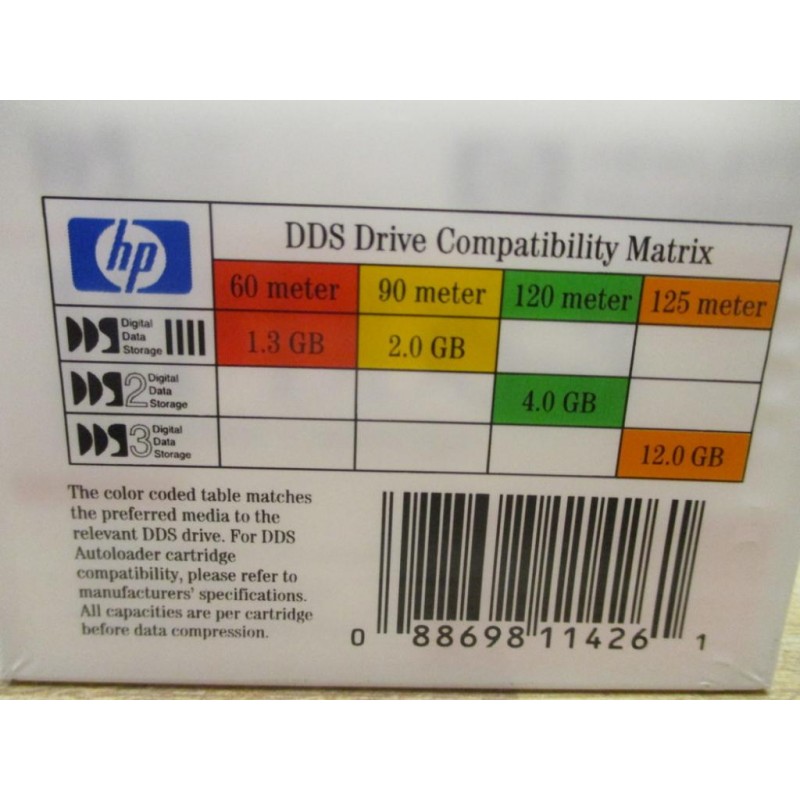 hp
DDS Drive Compatibility Matrix
60 meter 90 meter 120 meter 125 meter
DDS Digital Data Storage 1.3 GB 2.0 GB
DDS2 Digital Data Storage 4.0 GB
DDS3 Digital Data Storage 12.0 GB
The color coded table matches
the preferred media to the
relevant DDS drive. For DDS
Autoloader cartridge
compatibility, please refer to
manufacturers' specifications.
All capacities are per cartridge
before data compression.
0 88698 11426 1